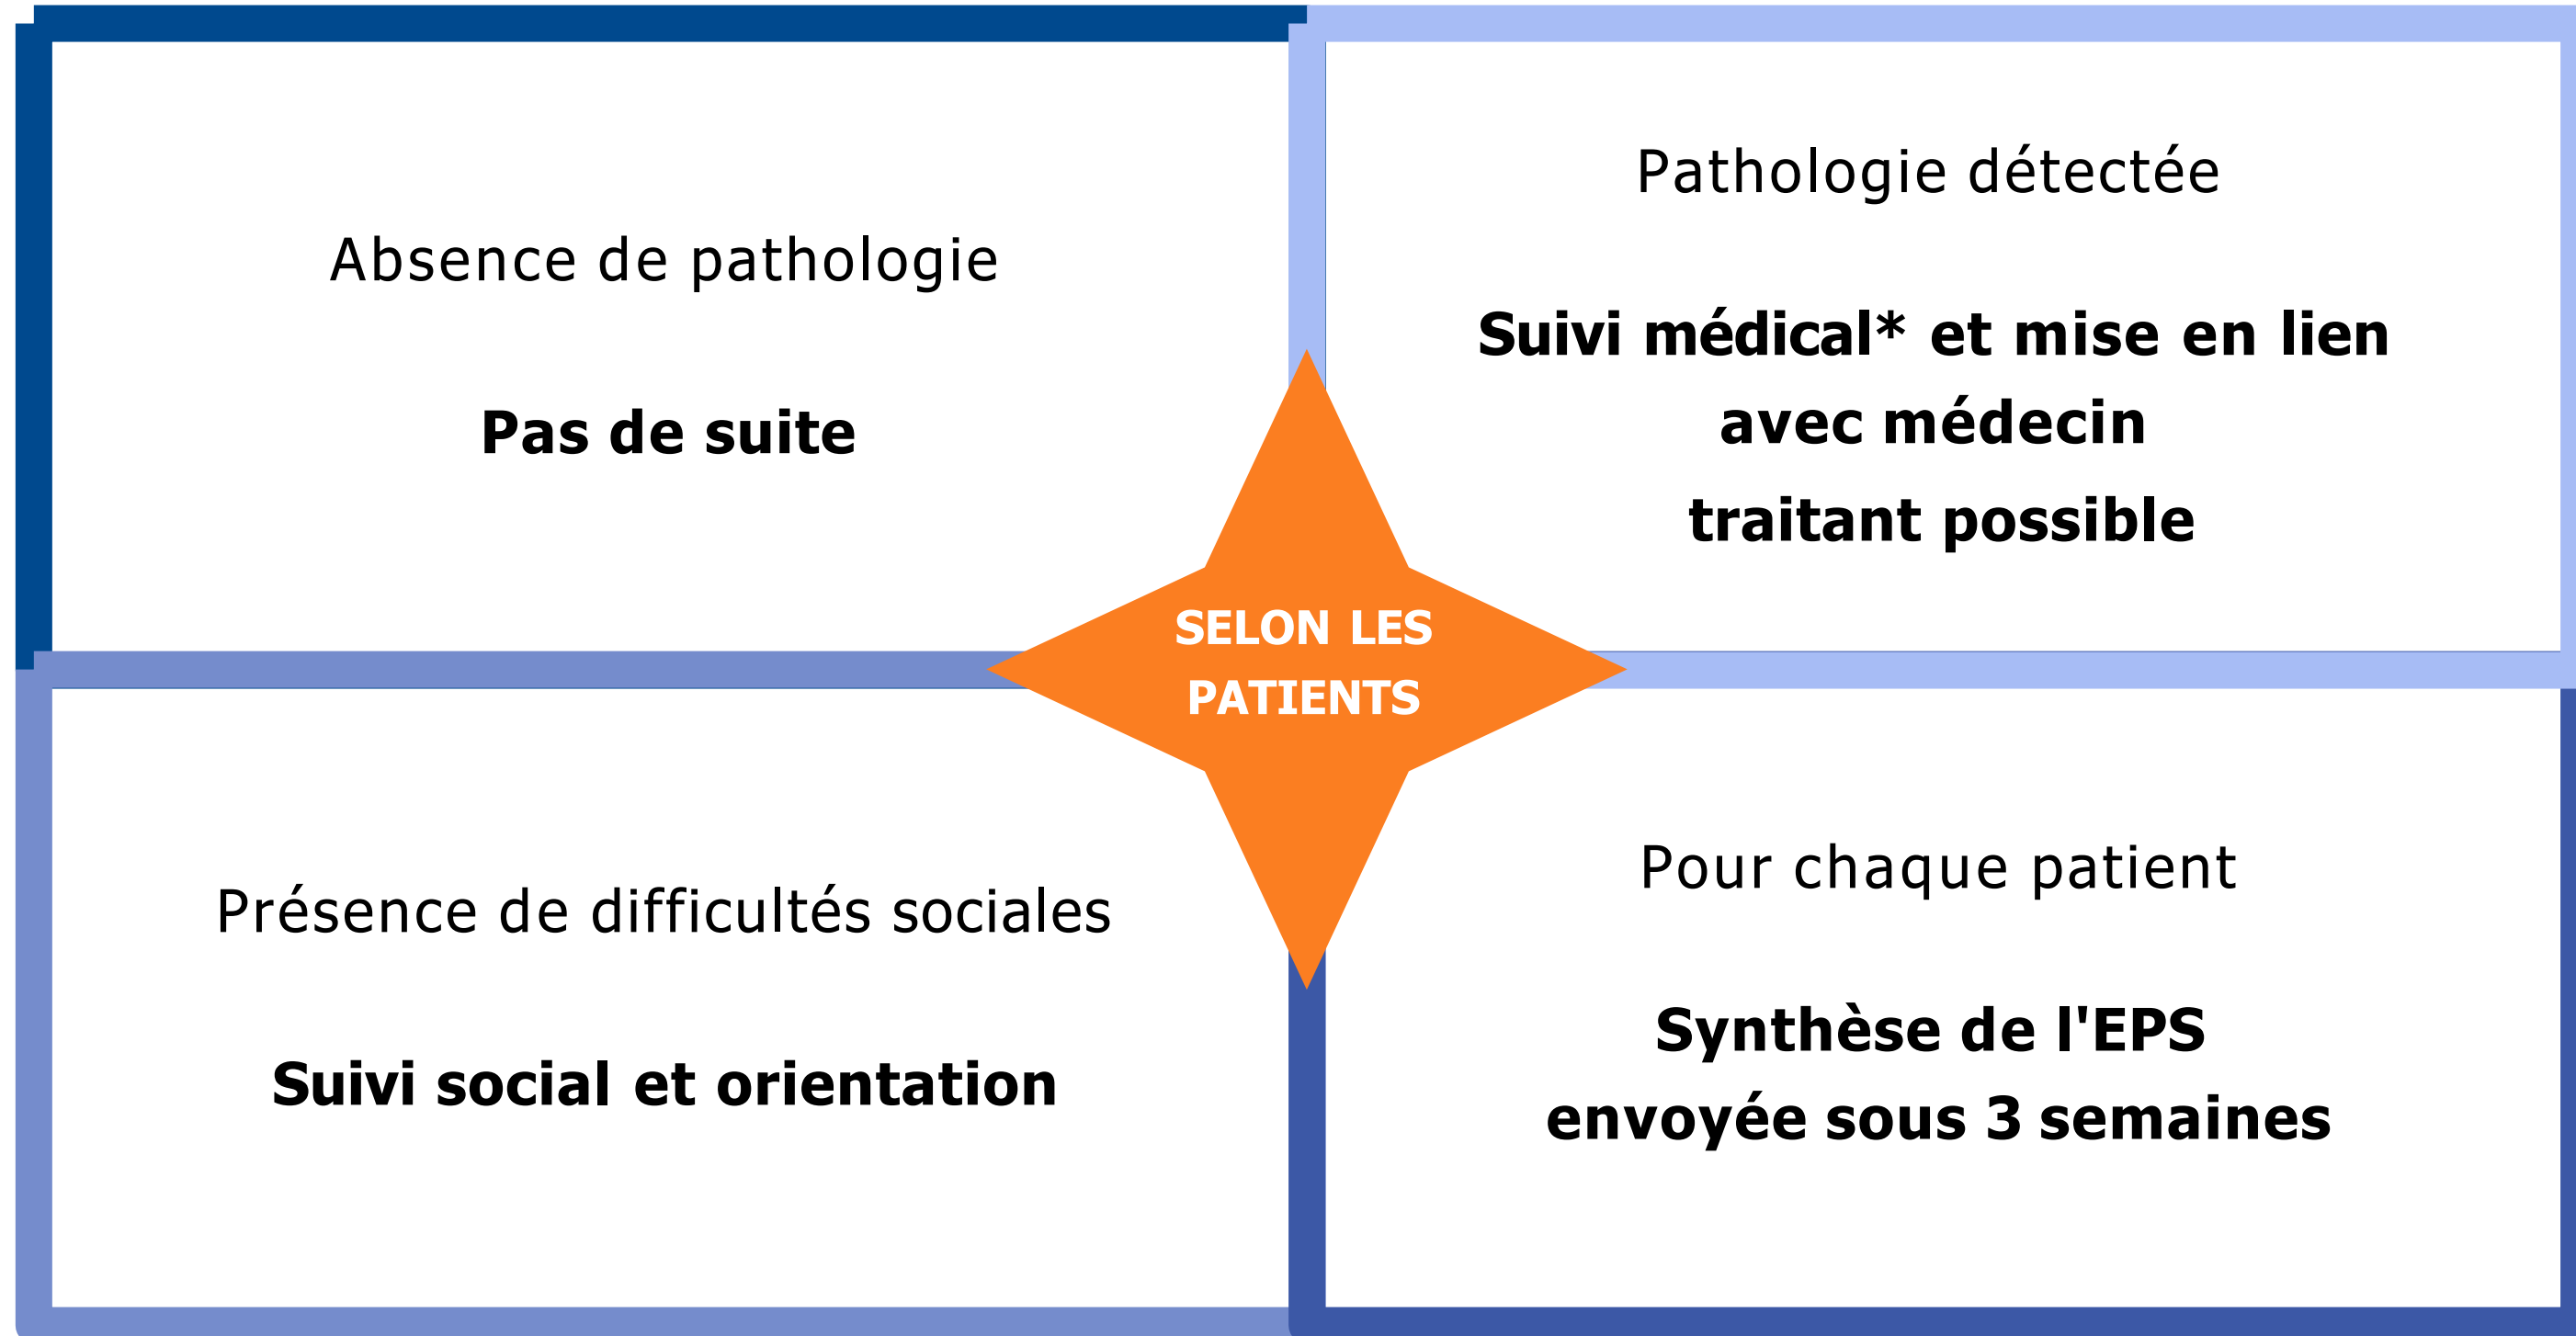 Absence de pathologie
Pas de suite
Pathologie détectée
Suivi médical* et mise en lien
avec médecin
traitant possible
SELON LES
PATIENTS
Présence de difficultés sociales
Suivi social et orientation
Pour chaque patient
Synthèse de l'EPS
envoyée sous 3 semaines